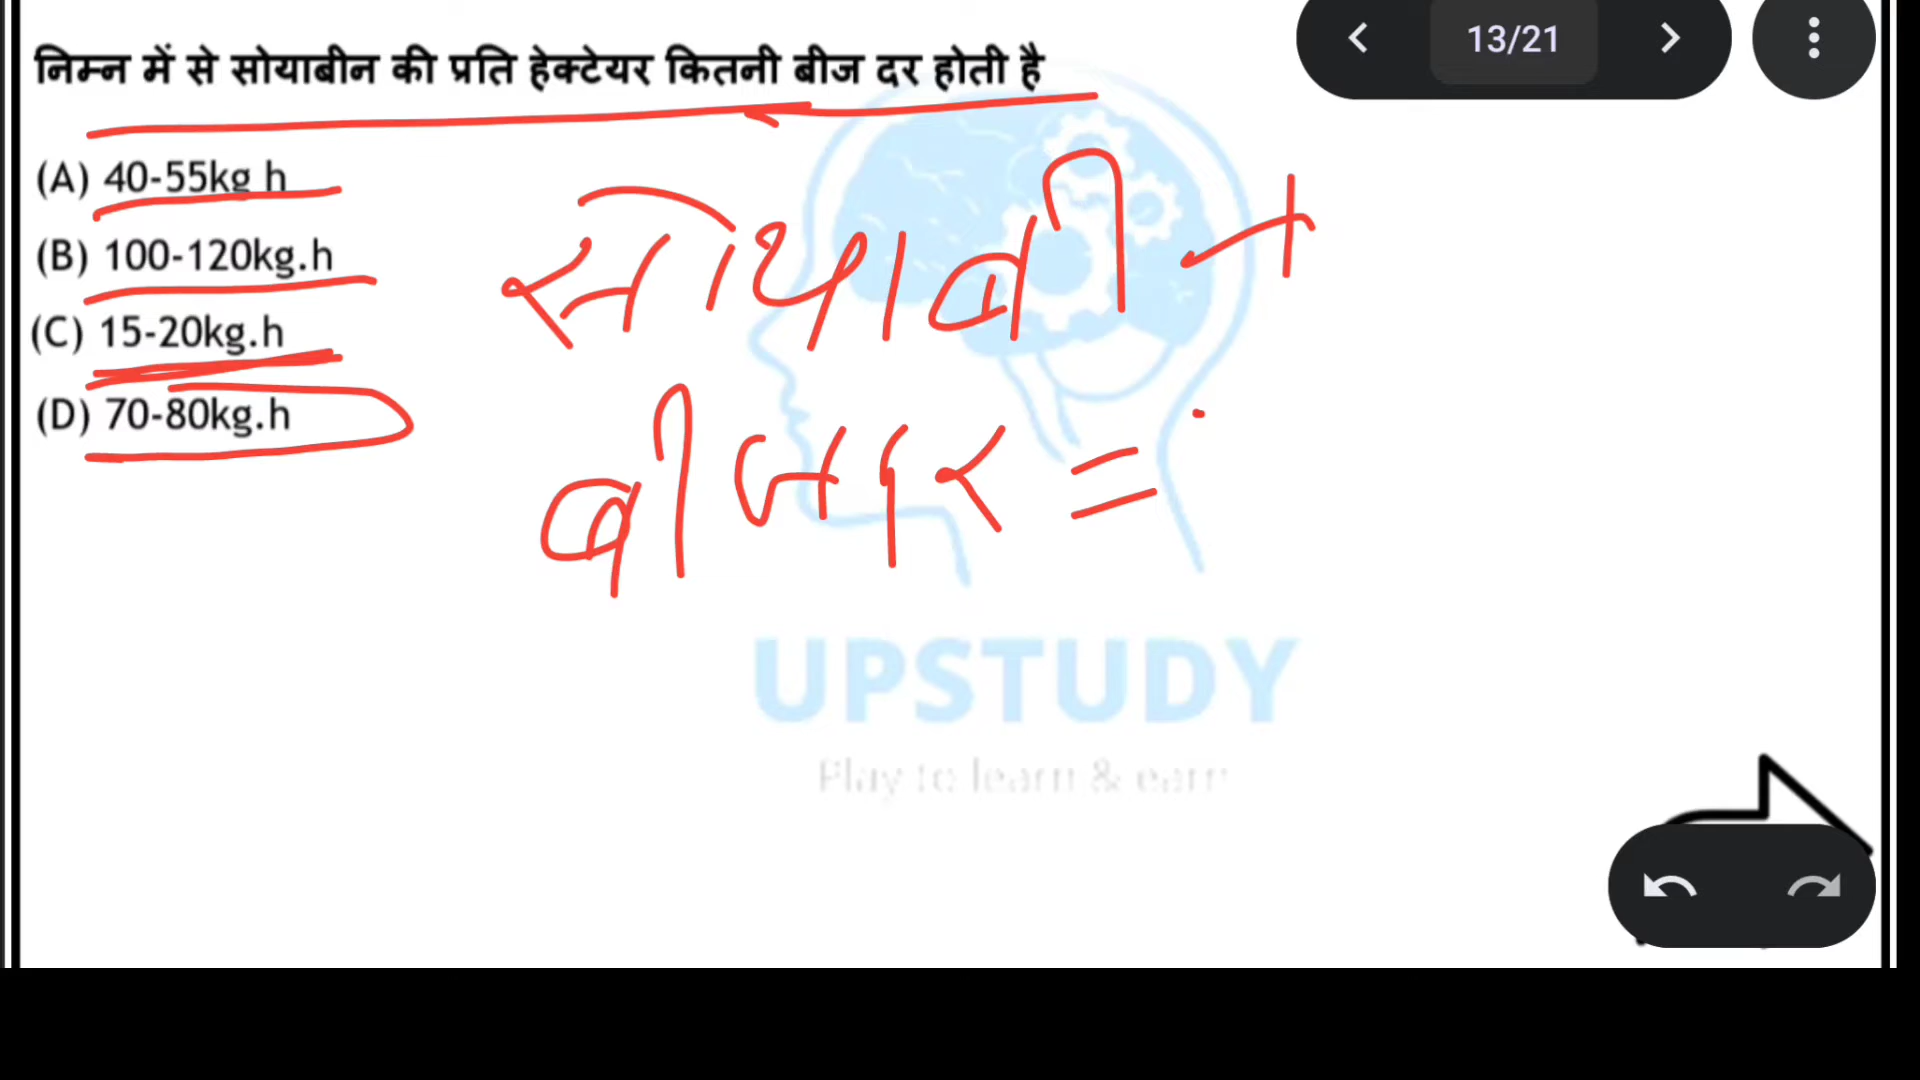 निम्न में से सोयाबीन की प्रति हेक्टेयर कितनी बीज दर होती है
13/21
(A) 40-55kg h
(B) 100-120kg.h
(C) 15-20kg.h
(D) 70-80kg.h
सोयाबीन
बीजदर =
UPSTUDY
Play to learn & earn